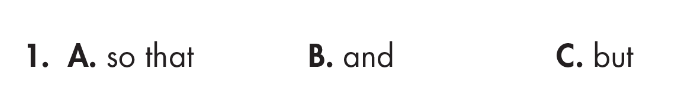 1. A. so that B. and C. but